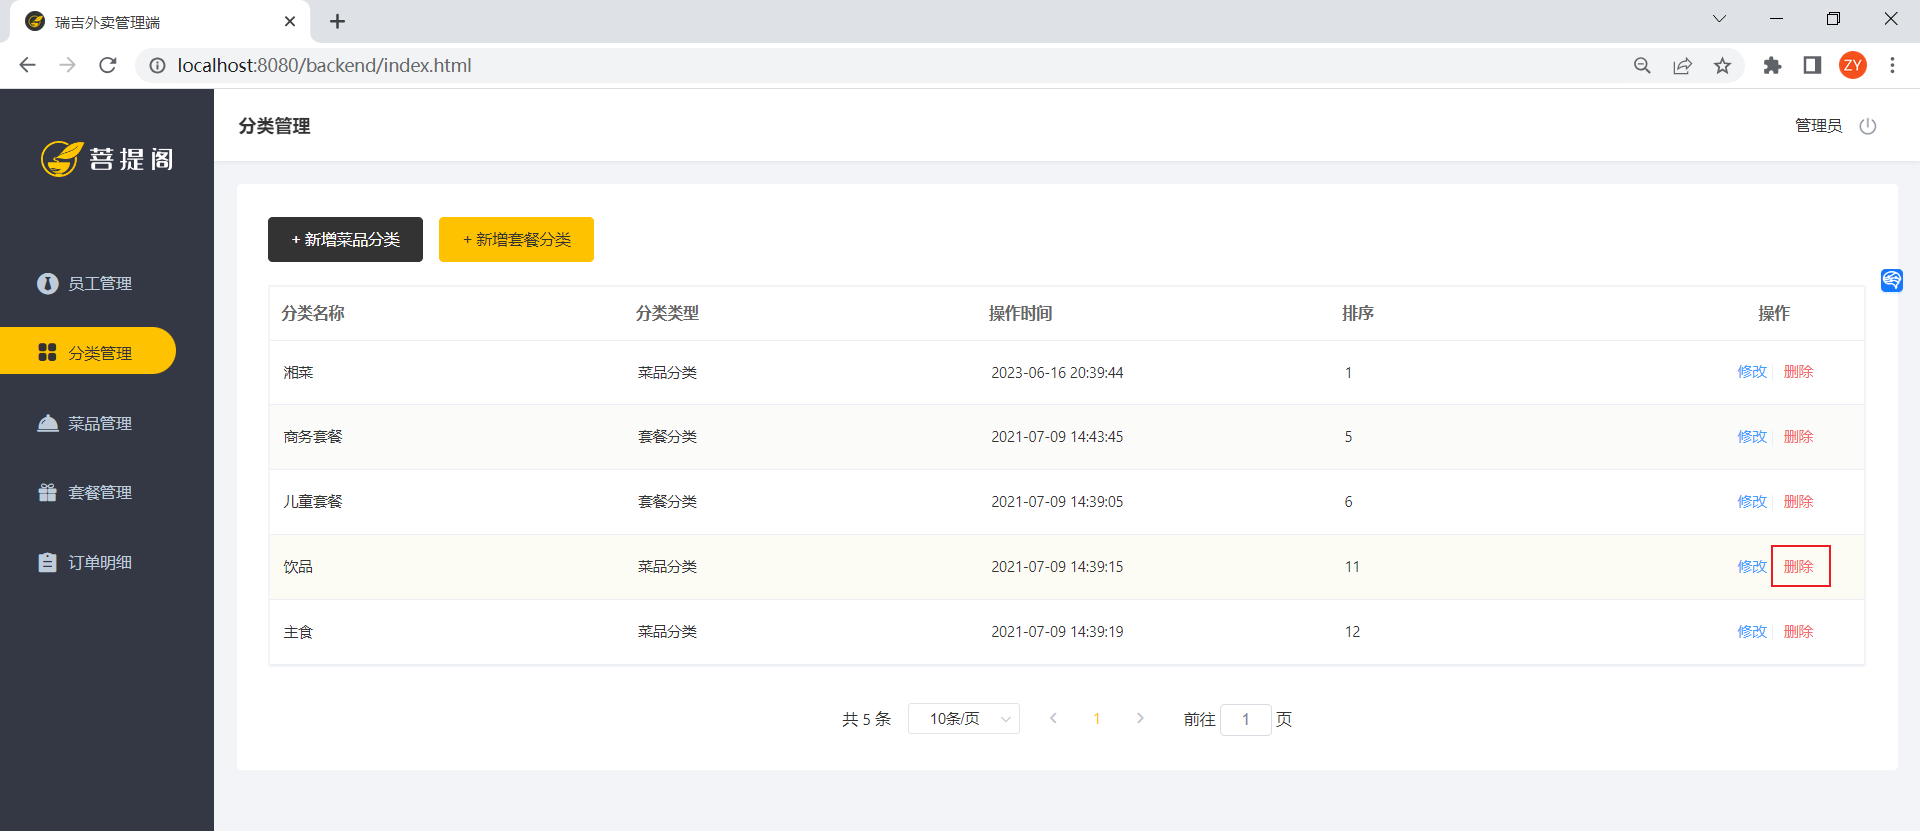 瑞吉外卖管理端
localhost:8080/backend/index.html
ZY
菩提阁
分类管理
管理员
员工管理
分类管理
菜品管理
套餐管理
订单明细
+ 新增菜品分类
+ 新增套餐分类
分类名称 分类类型 操作时间 排序 操作
湘菜 菜品分类 2023-06-16 20:39:44 1 修改 删除
商务套餐 套餐分类 2021-07-09 14:43:45 5 修改 删除
儿童套餐 套餐分类 2021-07-09 14:39:05 6 修改 删除
饮品 菜品分类 2021-07-09 14:39:15 11 修改 删除
主食 菜品分类 2021-07-09 14:39:19 12 修改 删除
共 5 条 10条/页 1 前往 1 页